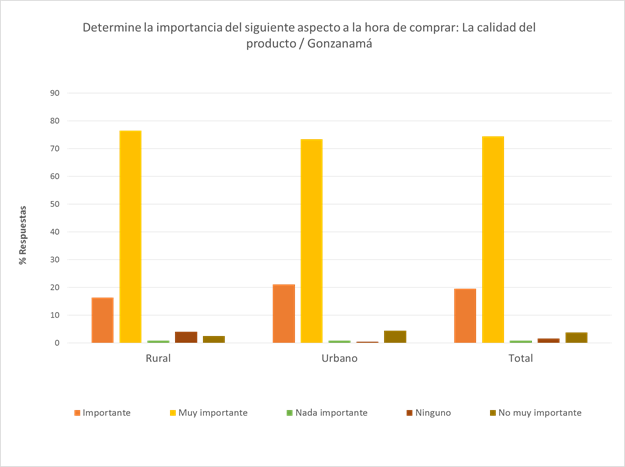 Determine la importancia del siguiente aspecto a la hora de comprar: La calidad del
producto / Gonzanamá
90
80
70
60
50
40
30
20
10
0
% Respuestas
Rural Urbano Total
Importante Muy importante Nada importante Ninguno No muy importante